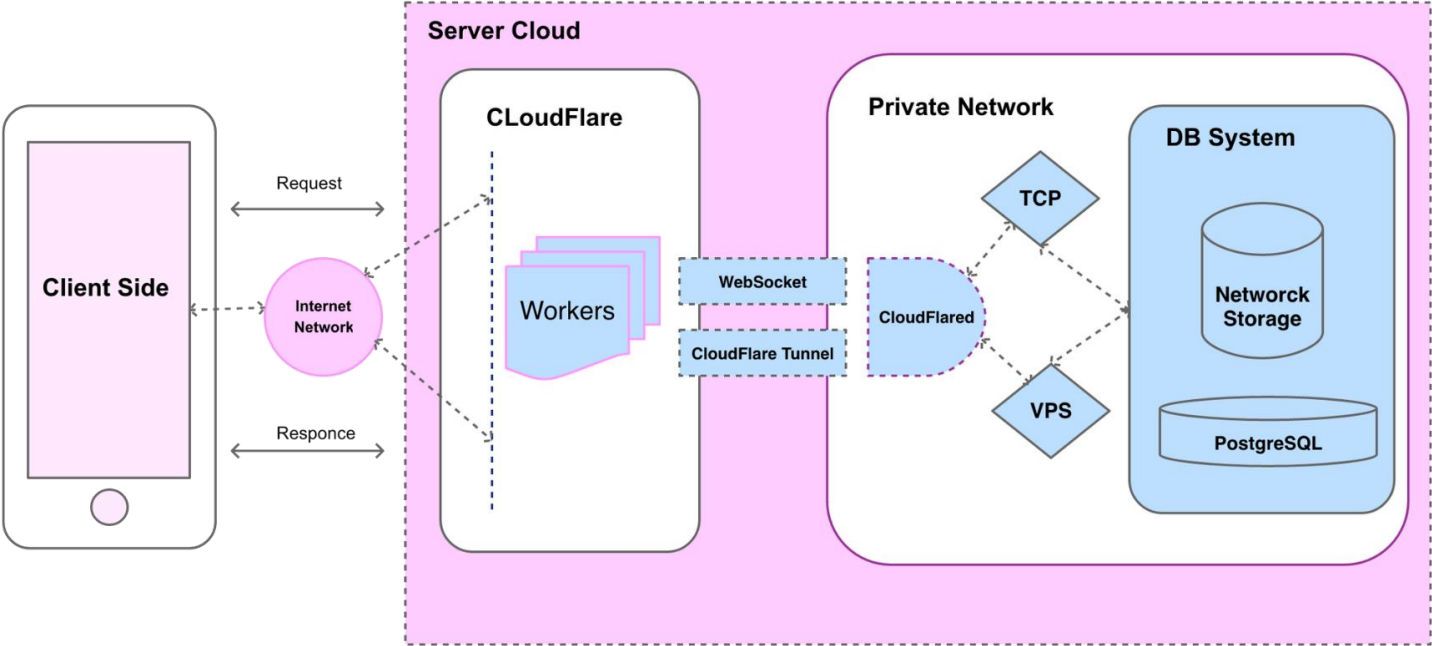 Server Cloud
CLoudFlare
Private Network
DB System
Request
TCP
Client Side
Internet
Network
Workers
WebSocket
CloudFlare Tunnel
CloudFlared
Networck
Storage
VPS
Responce
PostgreSQL